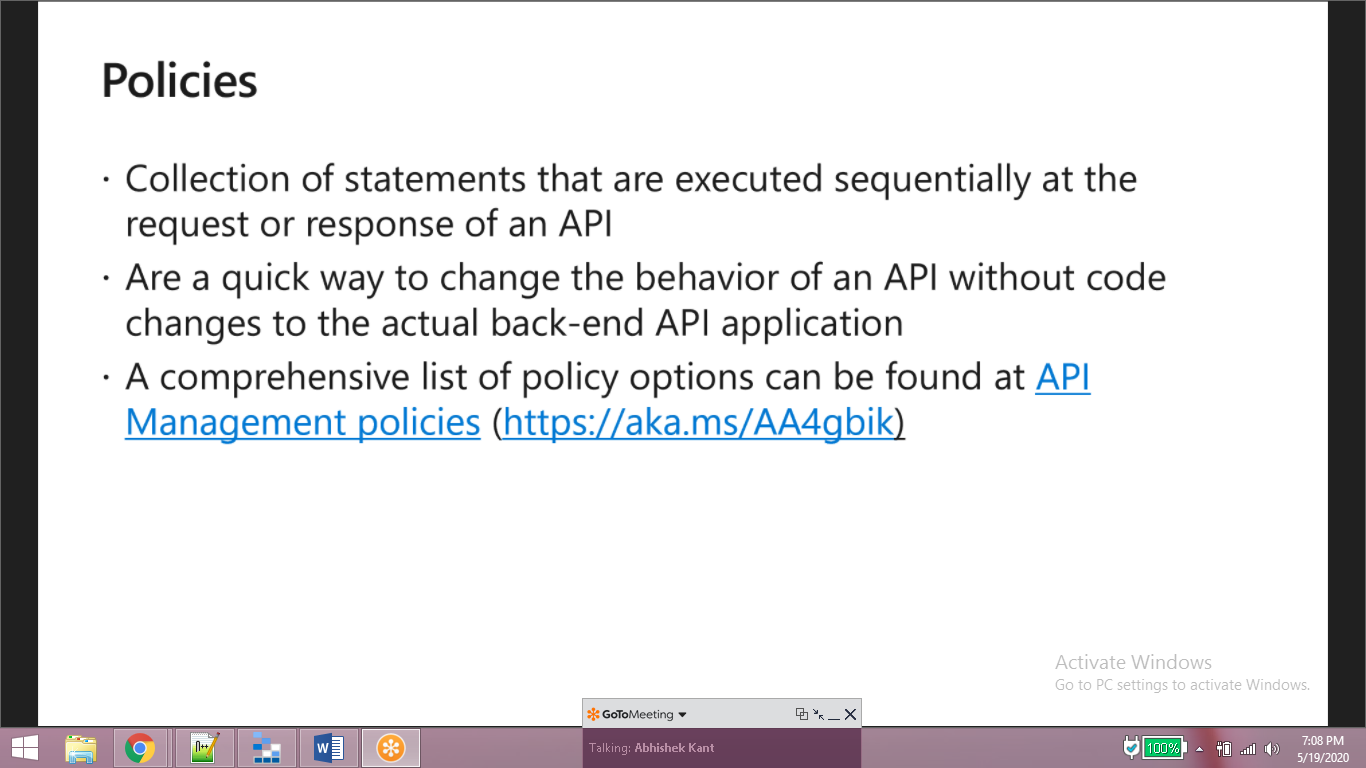 Policies
· Collection of statements that are executed sequentially at the
request or response of an API
· Are a quick way to change the behavior of an API without code
changes to the actual back-end API application
· A comprehensive list of policy options can be found at API
Management policies (https://aka.ms/AA4gbik)
Activate Windows
Go to PC settings to activate Windows.
GoToMeeting
Talking: Abhishek Kant
100%
7:08 PM
5/19/2020